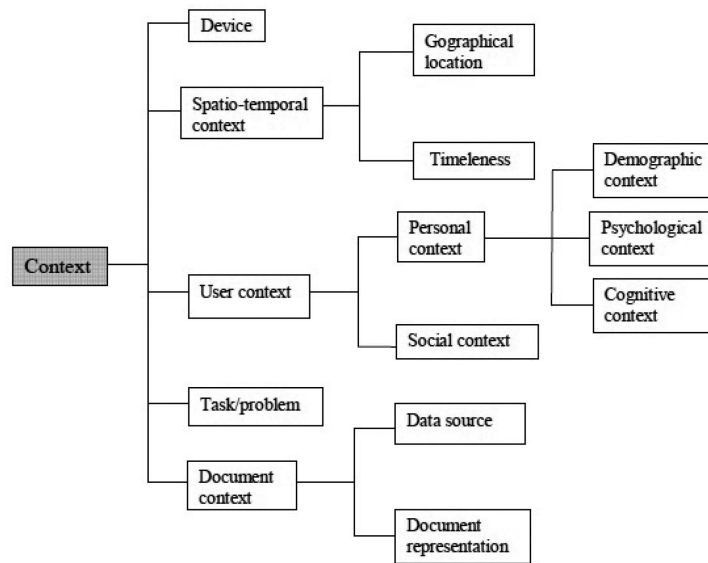 Device
Gographical
location
Spatio-temporal
context
Timeleness
Demographic
context
Personal
context
Psychological
context
Context
User context
Cognitive
context
Social context
Task/problem
Data source
Document
context
Document
representation